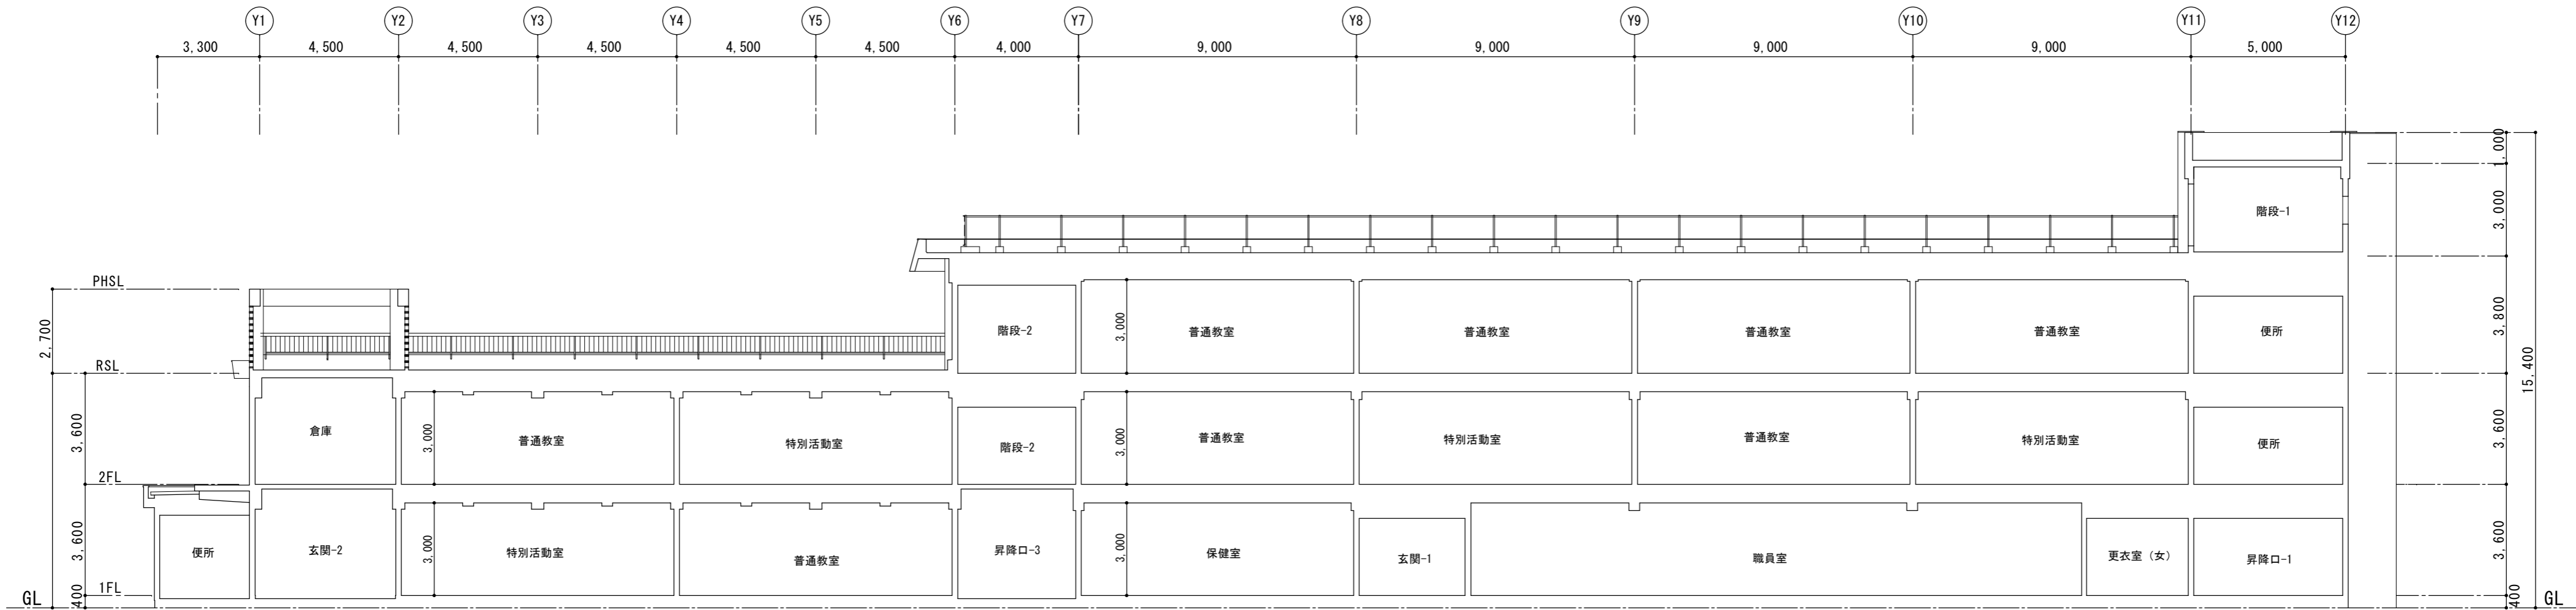 Y1 Y2 Y3 Y4 Y5 Y6 Y7 Y8 Y9 Y10 Y11 Y12
3,300 4,500 4,500 4,500 4,500 4,500 4,000 9,000 9,000 9,000 9,000 5,000
1,000
3,000
階段-1
PHSL
2,700
階段-2
3,000
普通教室
普通教室
普通教室
普通教室
便所
3,800
15,400
RSL
3,600
倉庫
3,000
普通教室
特別活動室
階段-2
3,000
普通教室
特別活動室
普通教室
特別活動室
便所
3,600
2FL
3,600
便所
玄関-2
3,000
特別活動室
普通教室
昇降口-3
3,000
保健室
玄関-1
職員室
更衣室（女）
昇降口-1
3,600
1FL
400
400
GL
GL